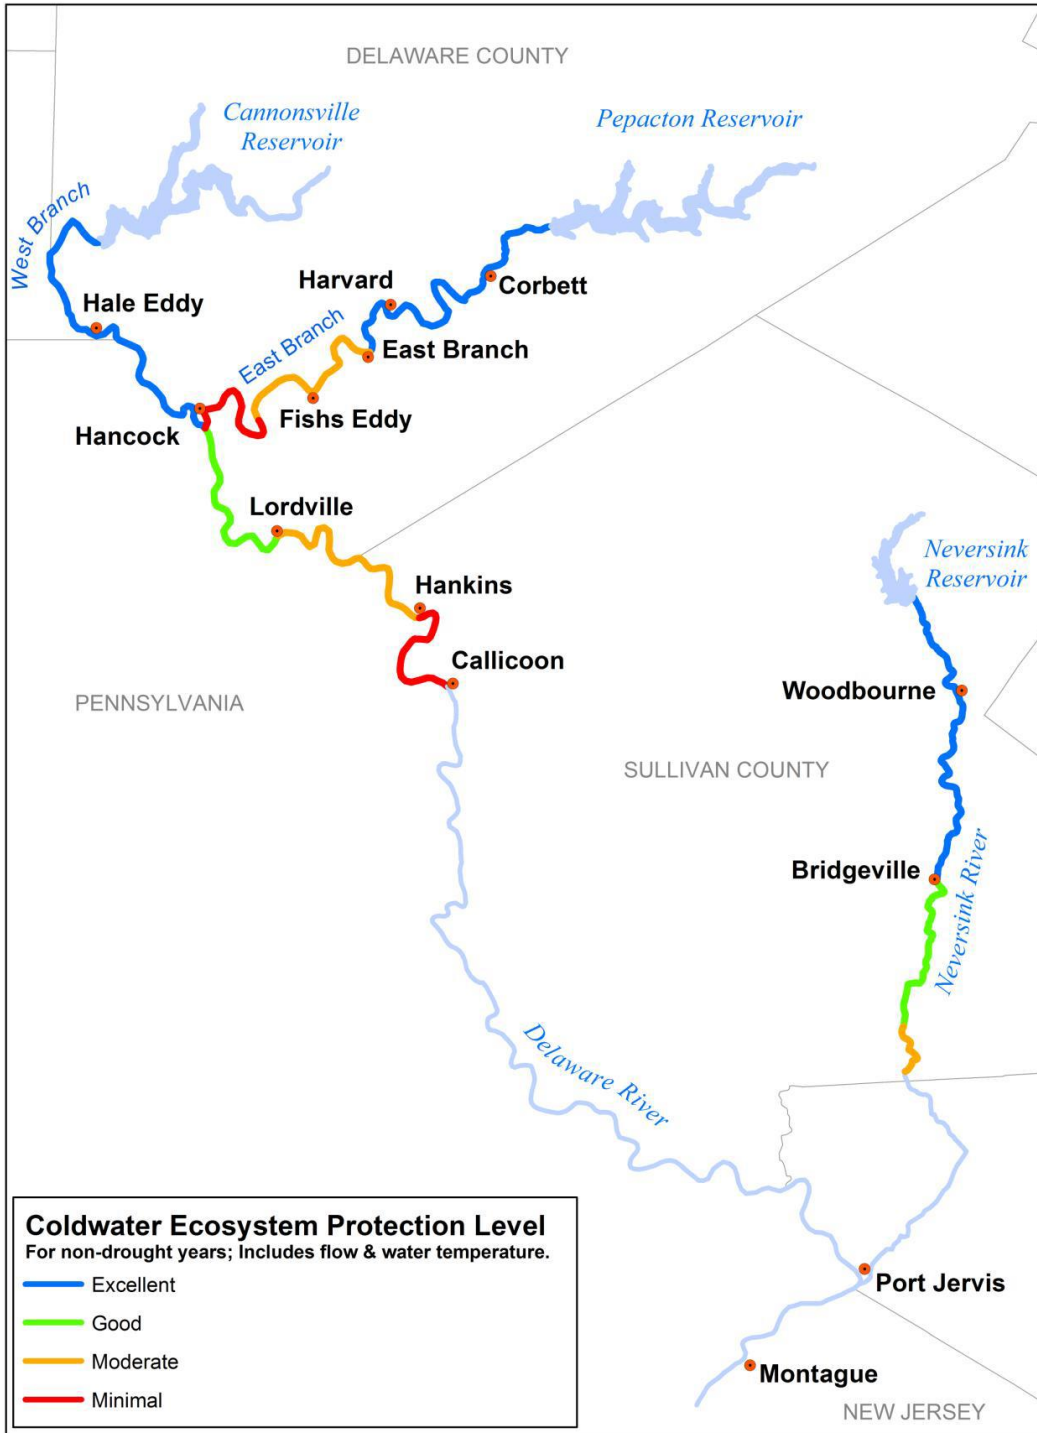 DELAWARE COUNTY
Cannonsville
Reservoir
Pepacton Reservoir
West Branch
Hale Eddy
Harvard
Corbett
East Branch
East Branch
Fishs Eddy
Hancock
Lordville
Hankins
Callicoon
Neversink
Reservoir
PENNSYLVANIA
Woodbourne
SULLIVAN COUNTY
Bridgeville
Neversink River
Delaware River
Coldwater Ecosystem Protection Level
For non-drought years; Includes flow & water temperature.
Excellent
Good
Moderate
Minimal
Port Jervis
Montague
NEW JERSEY